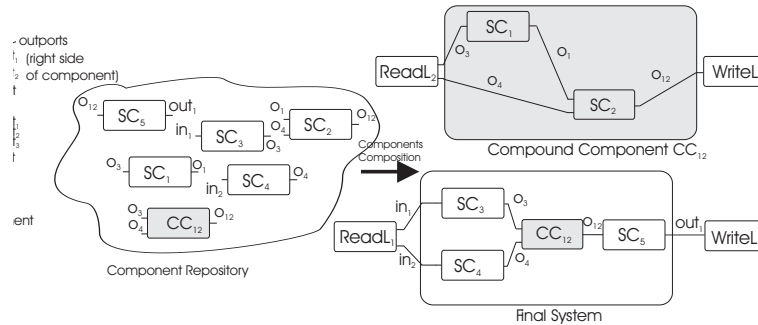 outports
(right side
of component)
O₁₂ SC₅ out₁
in₁ SC₃ O₃
O₁ O₄ SC₂ O₁₂
O₃ SC₁ O₁
in₂ SC₄ O₄
O₃ O₄ CC₁₂ O₁₂
Component Repository
Components
Composition
ReadL₂ O₃ SC₁ O₁
O₄ SC₂ O₁₂ WriteL
Compound Component CC₁₂
ReadL₁ in₁ SC₃ O₃
in₂ SC₄ O₄
CC₁₂ O₁₂ SC₅ out₁ WriteL
Final System